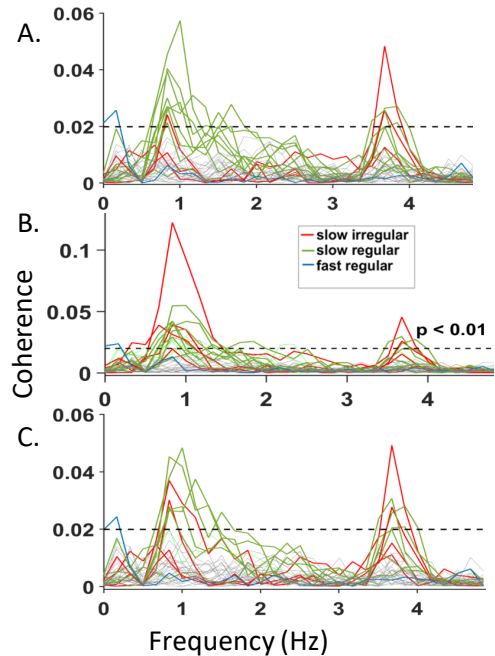 A.
0.06
0.04
0.02
0
0 1 2 3 4
B.
slow irregular
slow regular
fast regular
0.1
0.05
p < 0.01
0
0 1 2 3 4
Coherence
C.
0.06
0.04
0.02
0
0 1 2 3 4
Frequency (Hz)